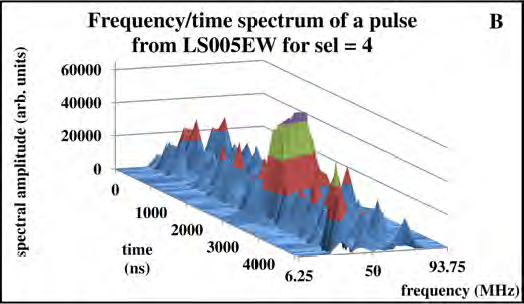 Frequency/time spectrum of a pulse
from LS005EW for sel = 4
B
spectral amplitude (arb. units)
60000
40000
20000
0
0
1000
2000
3000
4000
time
(ns)
6.25
50
93.75
frequency (MHz)